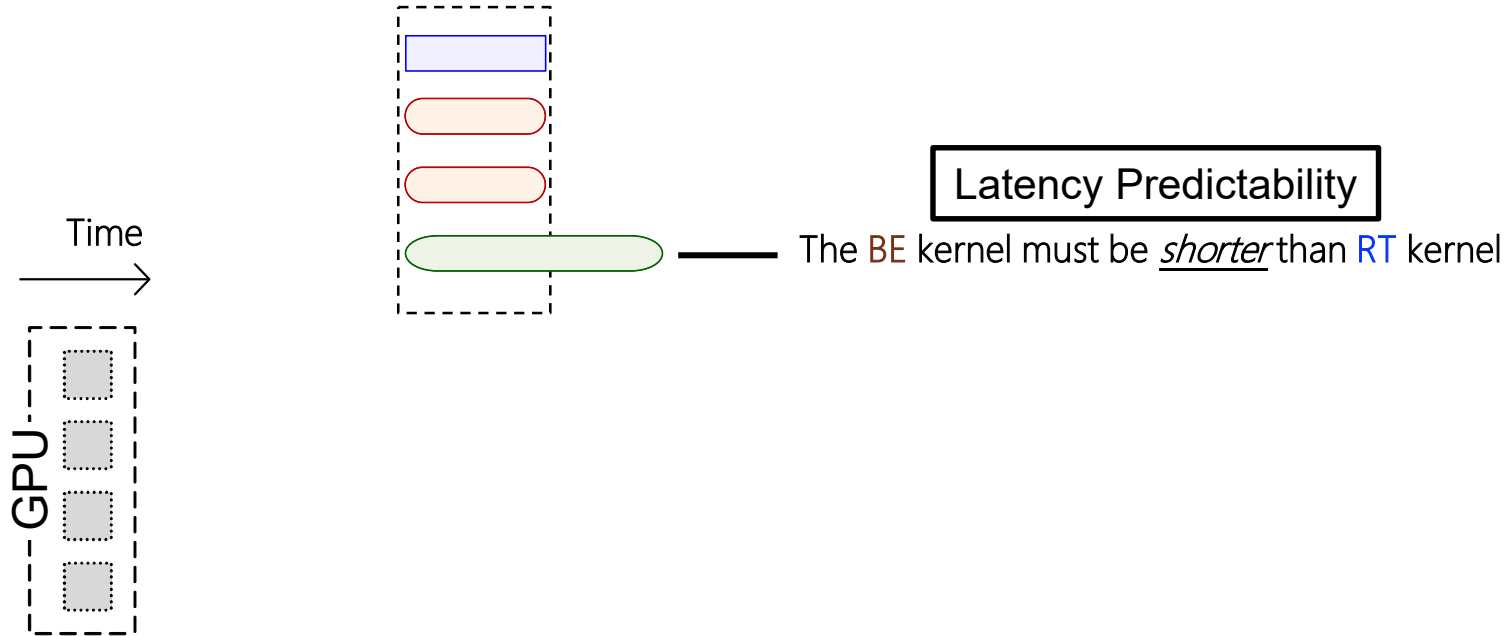 Latency Predictability
Time
The BE kernel must be shorter than RT kernel
GPU